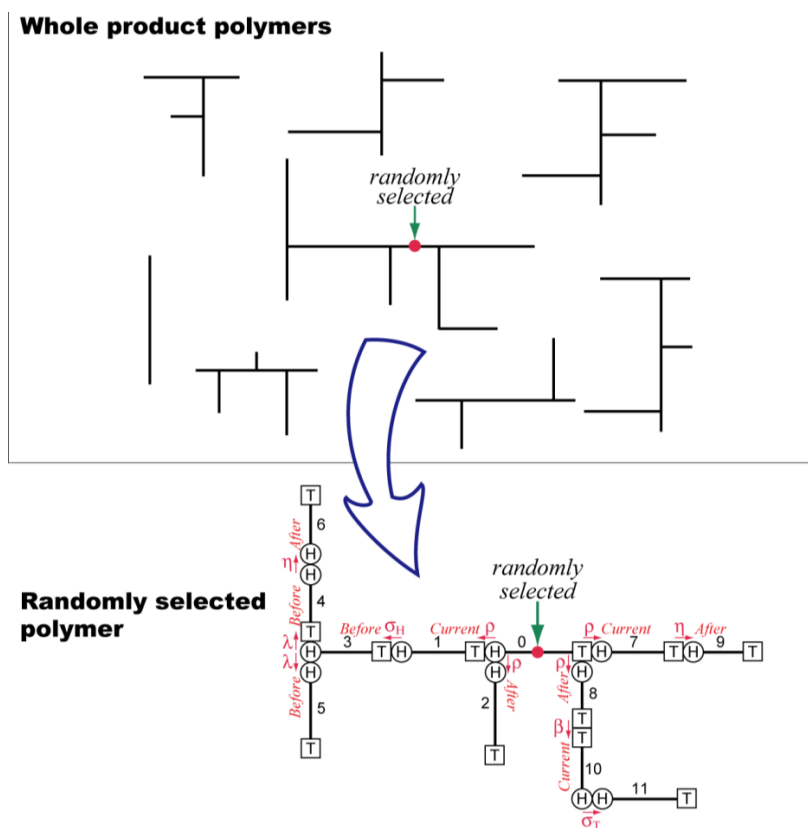 Whole product polymers
randomly
selected
Randomly selected
polymer
randomly
selected
T
6
After
H
η
H
4
Before
T
λ
H
λ
H
Before
5
T
3
Before σH
T H
1
Current ρ
T H
0
ρ
H
After
2
T
ρ Current
T H
7
η After
T H
9
T
ρ
After
H
8
T
β
T
Current
10
H H
σT
11
T